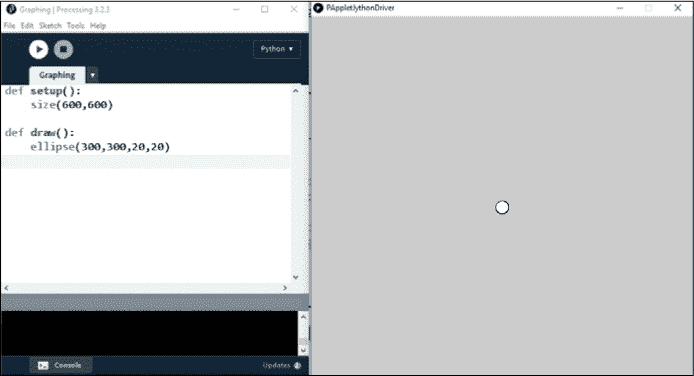 Graphing | Processing 3.2.3
File Edit Sketch Tools Help
Python ▾
Graphing
def setup():
    size(600,600)
def draw():
    ellipse(300,300,20,20)
Console
Updates
PAppletJythonDriver